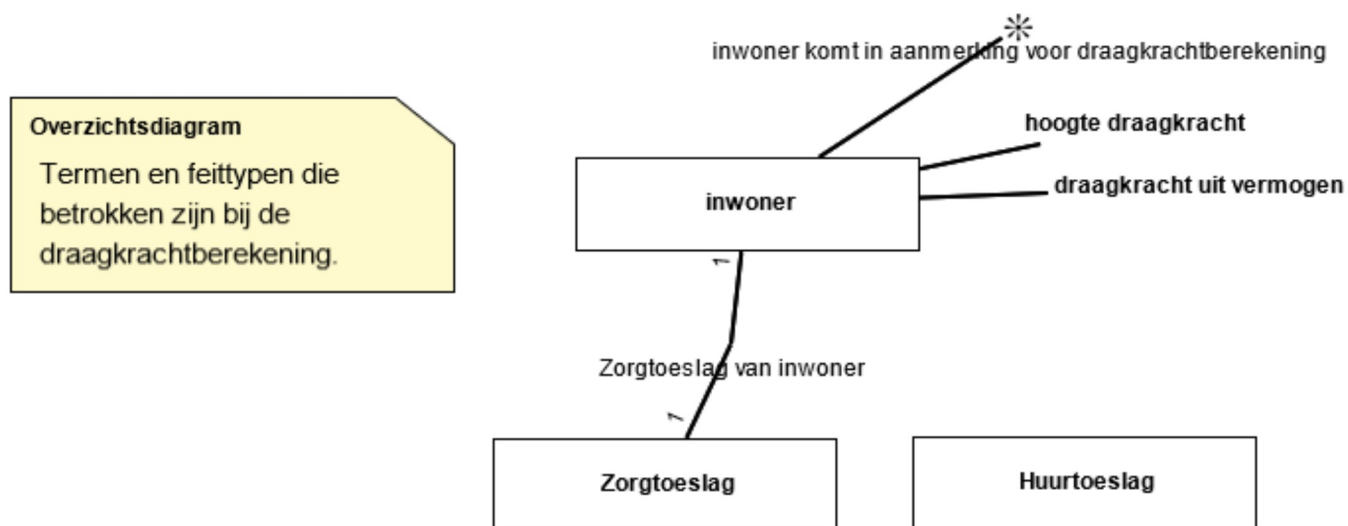 inwoner komt in aanmerking voor draagkrachtberekening
Overzichtsdiagram
Termen en feittypen die
betrokken zijn bij de
draagkrachtberekening.
hoogte draagkracht
draagkracht uit vermogen
inwoner
1
Zorgtoeslag van inwoner
1
Zorgtoeslag
Huurtoeslag